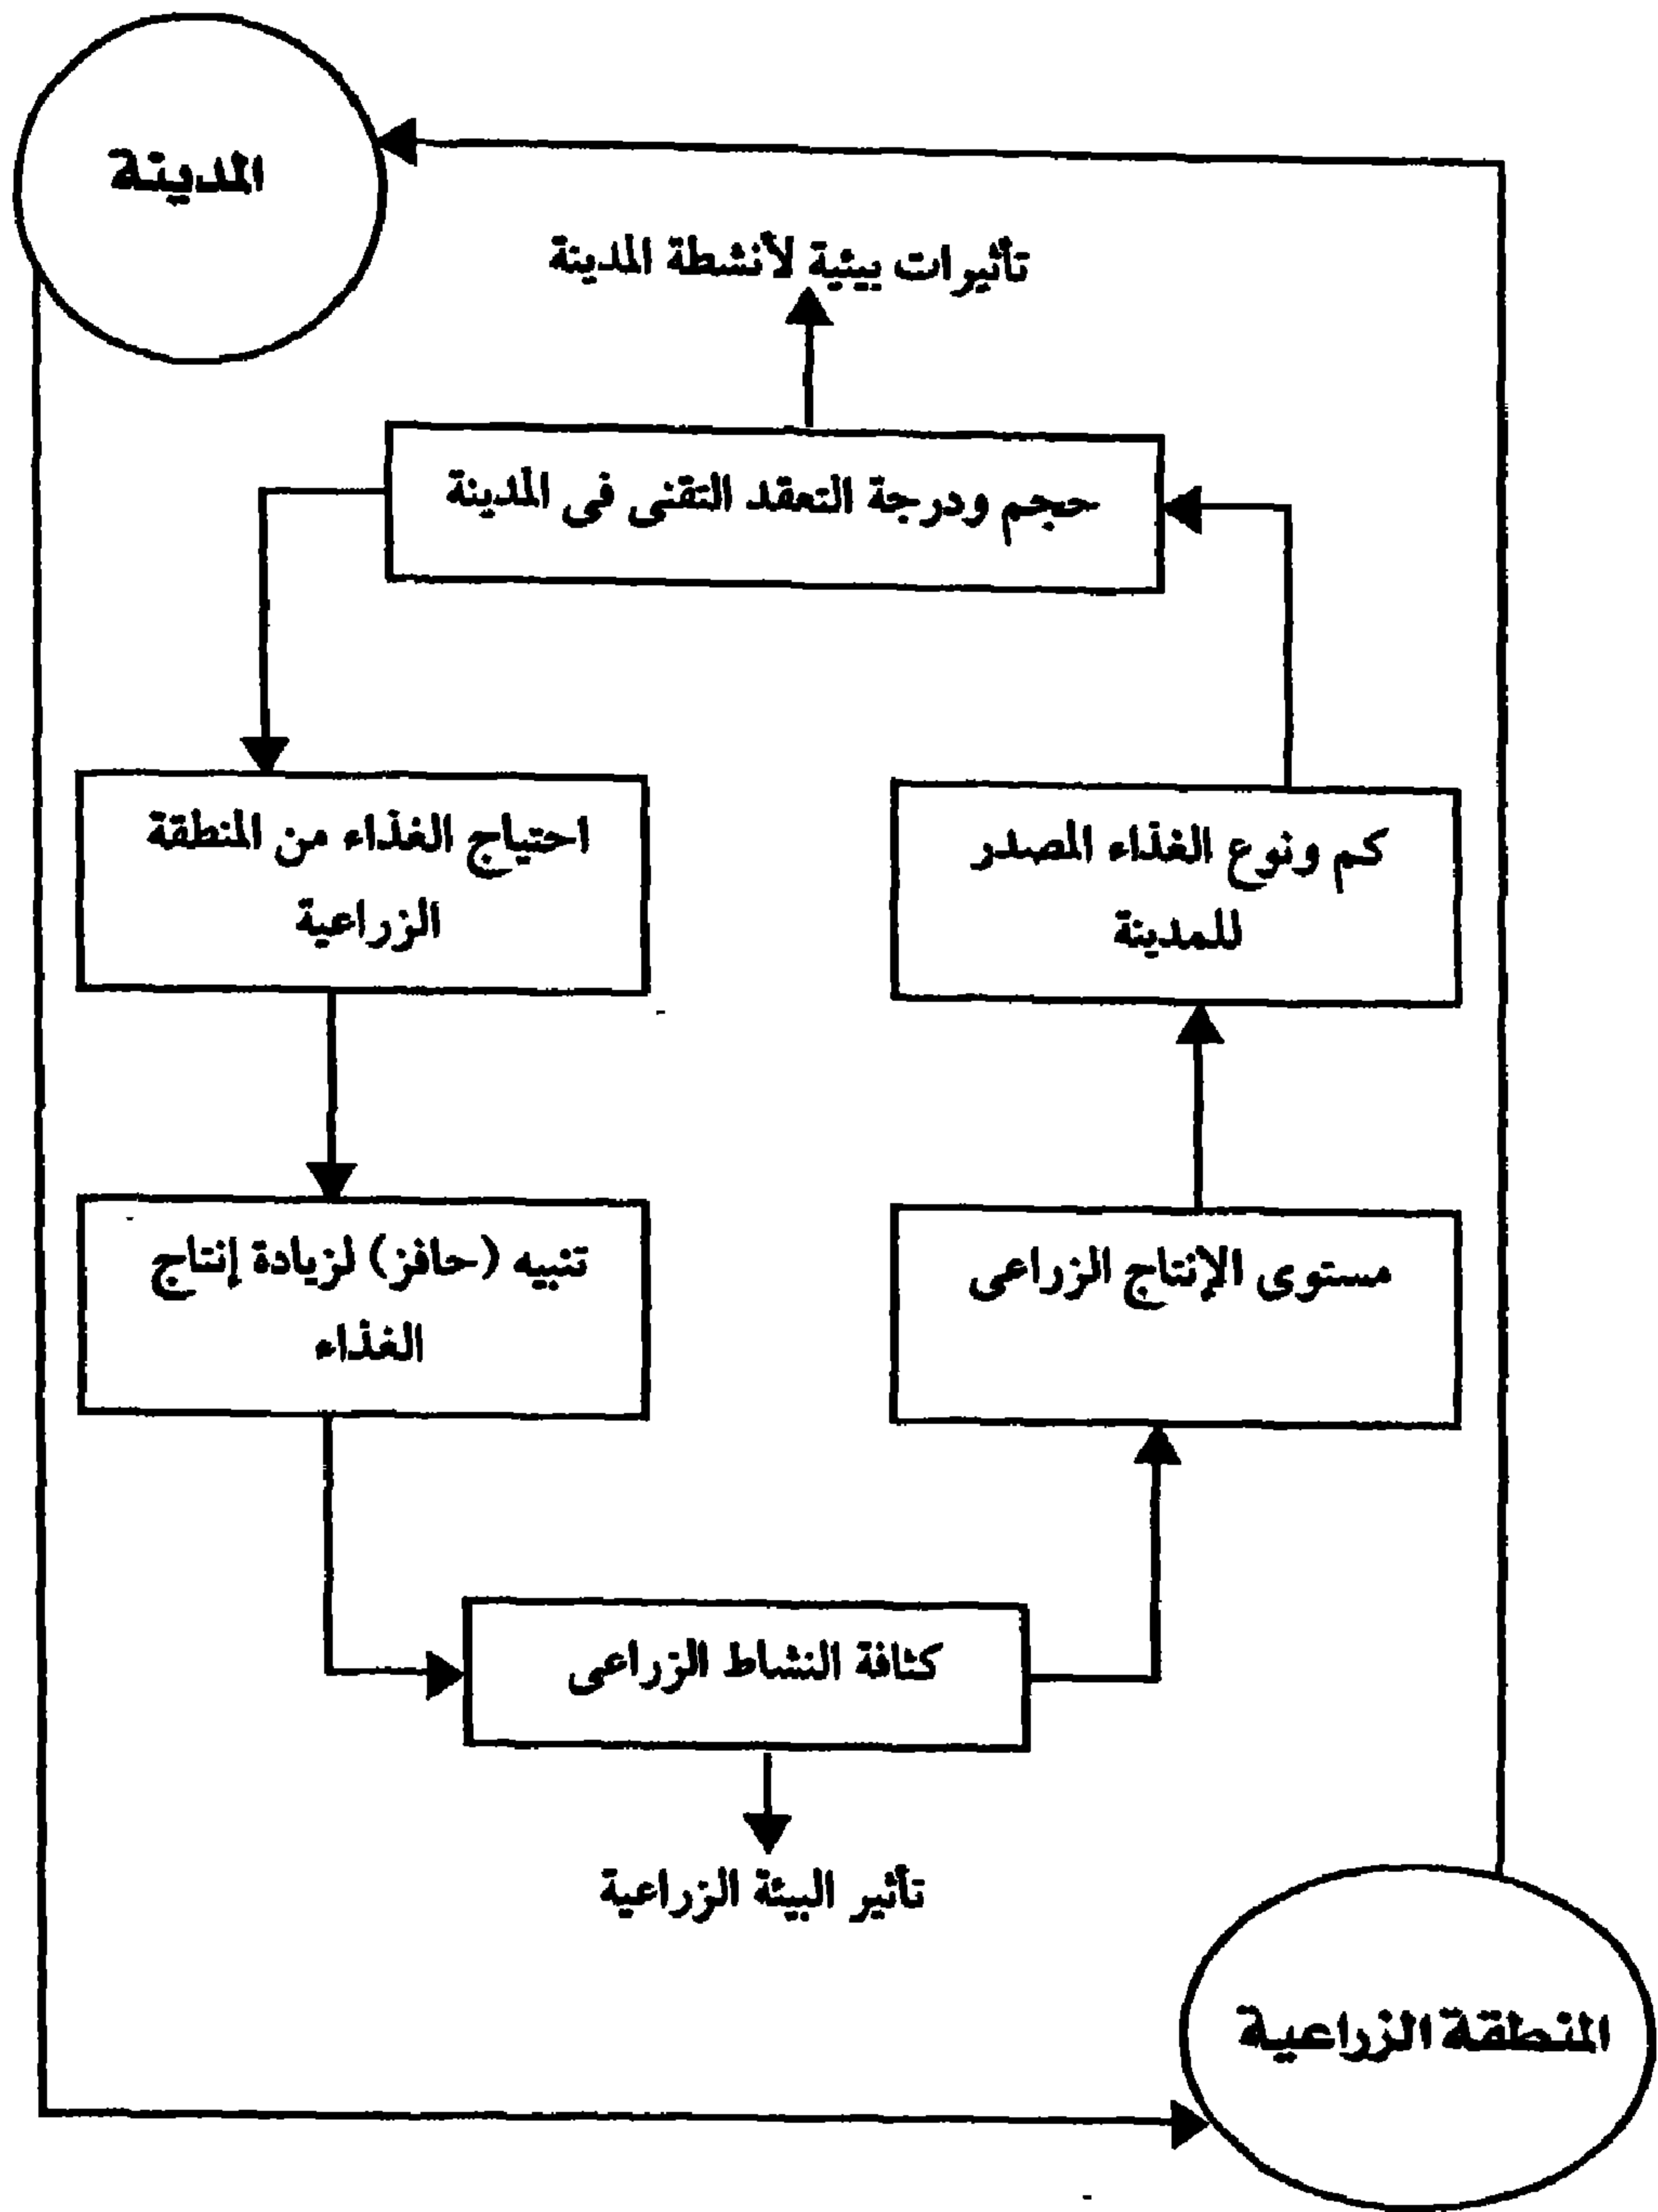 المدينة
تأثيرات بيئية لأنشطة المدينة
حجم ودرجة التعقد التقنى فى المدينة
كم ونوع الغذاء المصدر
للمدينة
احتياج الغذاء من المنطقة
الزراعية
مستوى الإنتاج الزراعى
تنبيه (حافز) لزيادة إنتاج
الغذاء
كثافة النشاط الزراعى
تأثير البيئة الزراعية
المنطقة الزراعية